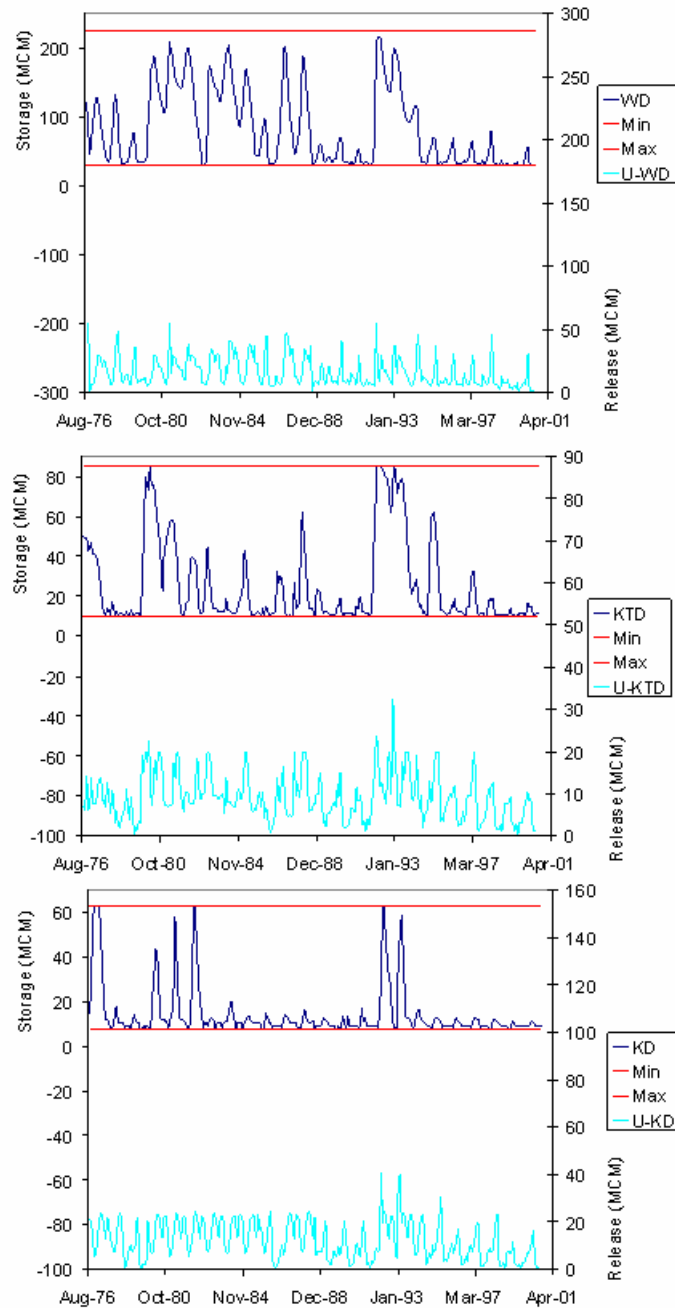 Storage (MCM)
200
100
0
-100
-200
-300
300
250
200
150
100
50
0
Release (MCM)
Aug-76 Oct-80 Nov-84 Dec-88 Jan-93 Mar-97 Apr-01
WD
Min
Max
U-WD
Storage (MCM)
80
60
40
20
0
-20
-40
-60
-80
-100
90
80
70
60
50
40
30
20
10
0
Release (MCM)
Aug-76 Oct-80 Nov-84 Dec-88 Jan-93 Mar-97 Apr-01
KTD
Min
Max
U-KTD
Storage (MCM)
60
40
20
0
-20
-40
-60
-80
-100
160
140
120
100
80
60
40
20
0
Release (MCM)
Aug-76 Oct-80 Nov-84 Dec-88 Jan-93 Mar-97 Apr-01
KD
Min
Max
U-KD